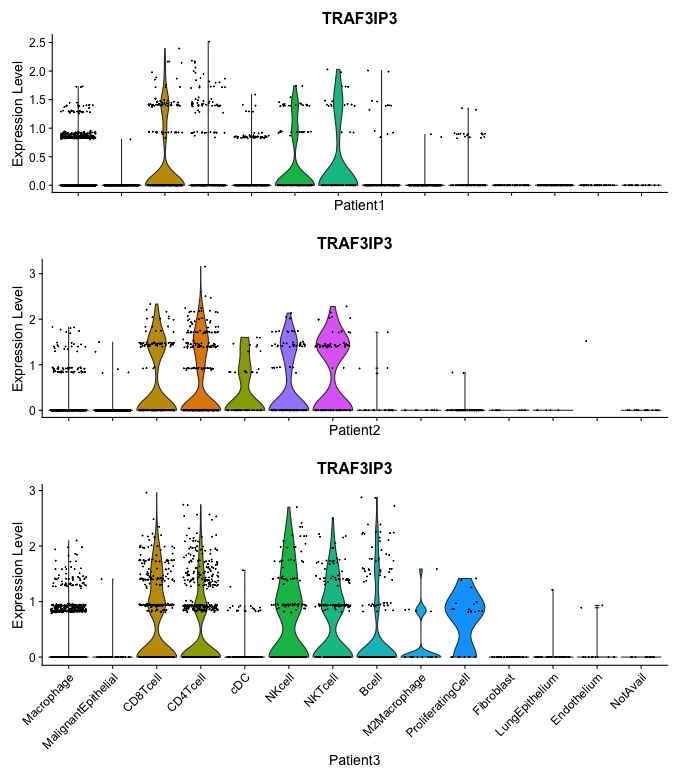 TRAF3IP3
Expression Level
2.5
2.0
1.5
1.0
0.5
0.0
Patient1
TRAF3IP3
Expression Level
3
2
1
0
Patient2
TRAF3IP3
Expression Level
3
2
1
0
Macrophage
MalignantEpithelial
CD8Tcell
CD4Tcell
cDC
NKcell
NKTcell
Bcell
M2Macrophage
ProliferatingCell
Fibroblast
LungEpithelium
Endothelium
NotAvail
Patient3